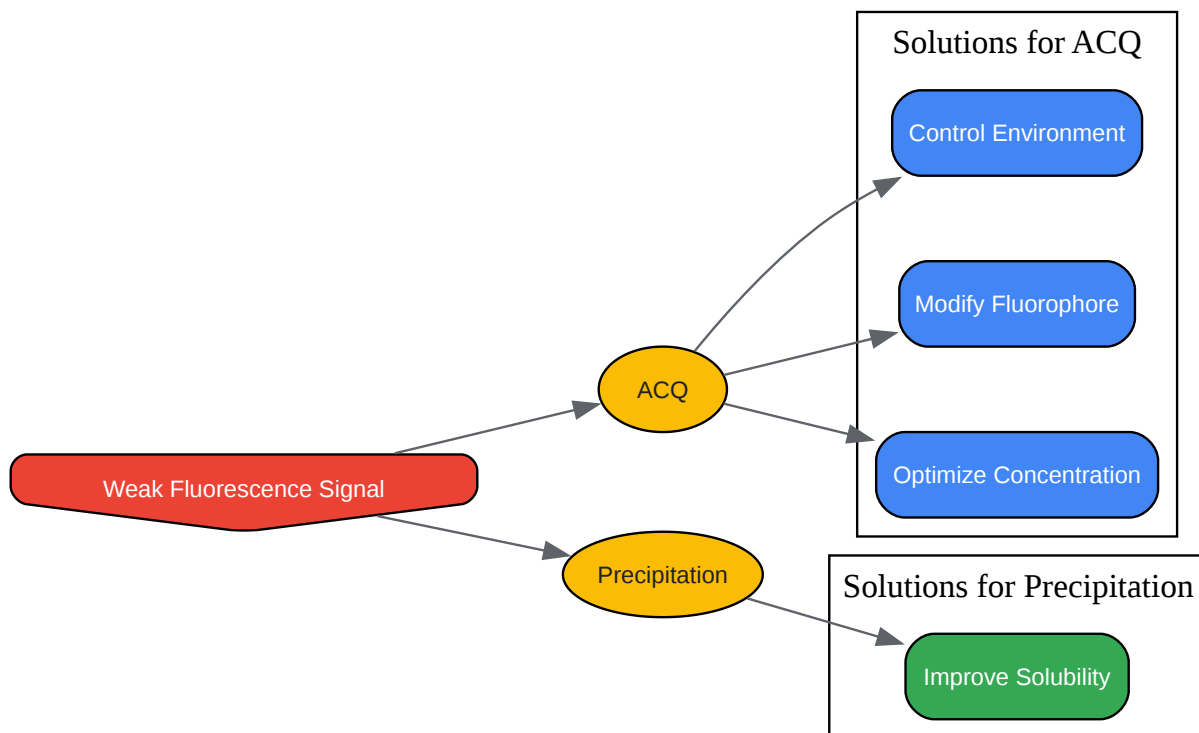 Solutions for ACQ
Control Environment
Modify Fluorophore
ACQ
Optimize Concentration
Weak Fluorescence Signal
Precipitation
Solutions for Precipitation
Improve Solubility